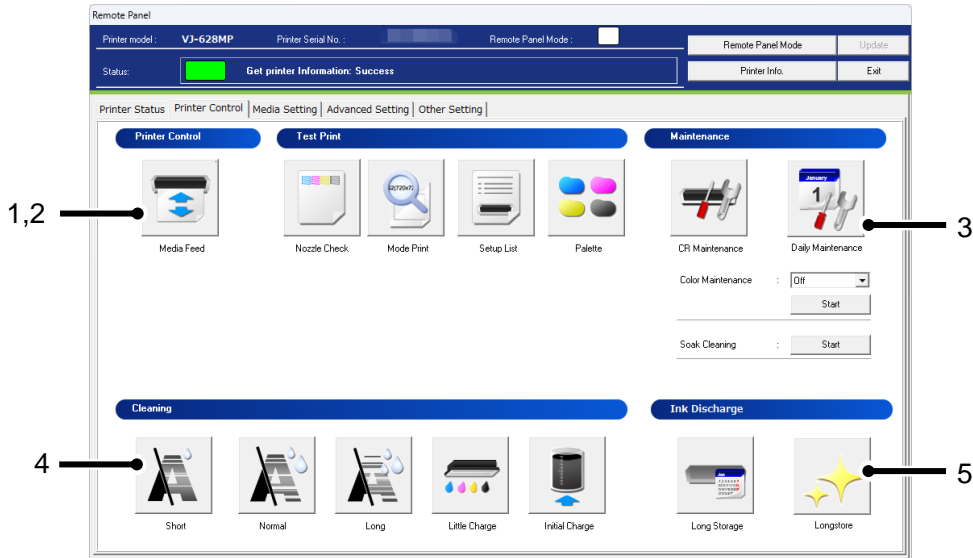 Remote Panel
Printer model : VJ-628MP Printer Serial No. : Remote Panel Mode :
Remote Panel Mode Update
Status: Get printer Information: Success
Printer Info. Exit
Printer Status Printer Control Media Setting Advanced Setting Other Setting
Printer Control Test Print Maintenance
January
1
1,2
3
Media Feed Nozzle Check Mode Print Setup List Palette CR Maintenance Daily Maintenance
Color Maintenance : Off
Start
Soak Cleaning : Start
Cleaning Ink Discharge
4
5
Short Normal Long Little Charge Initial Charge Long Storage Longstore